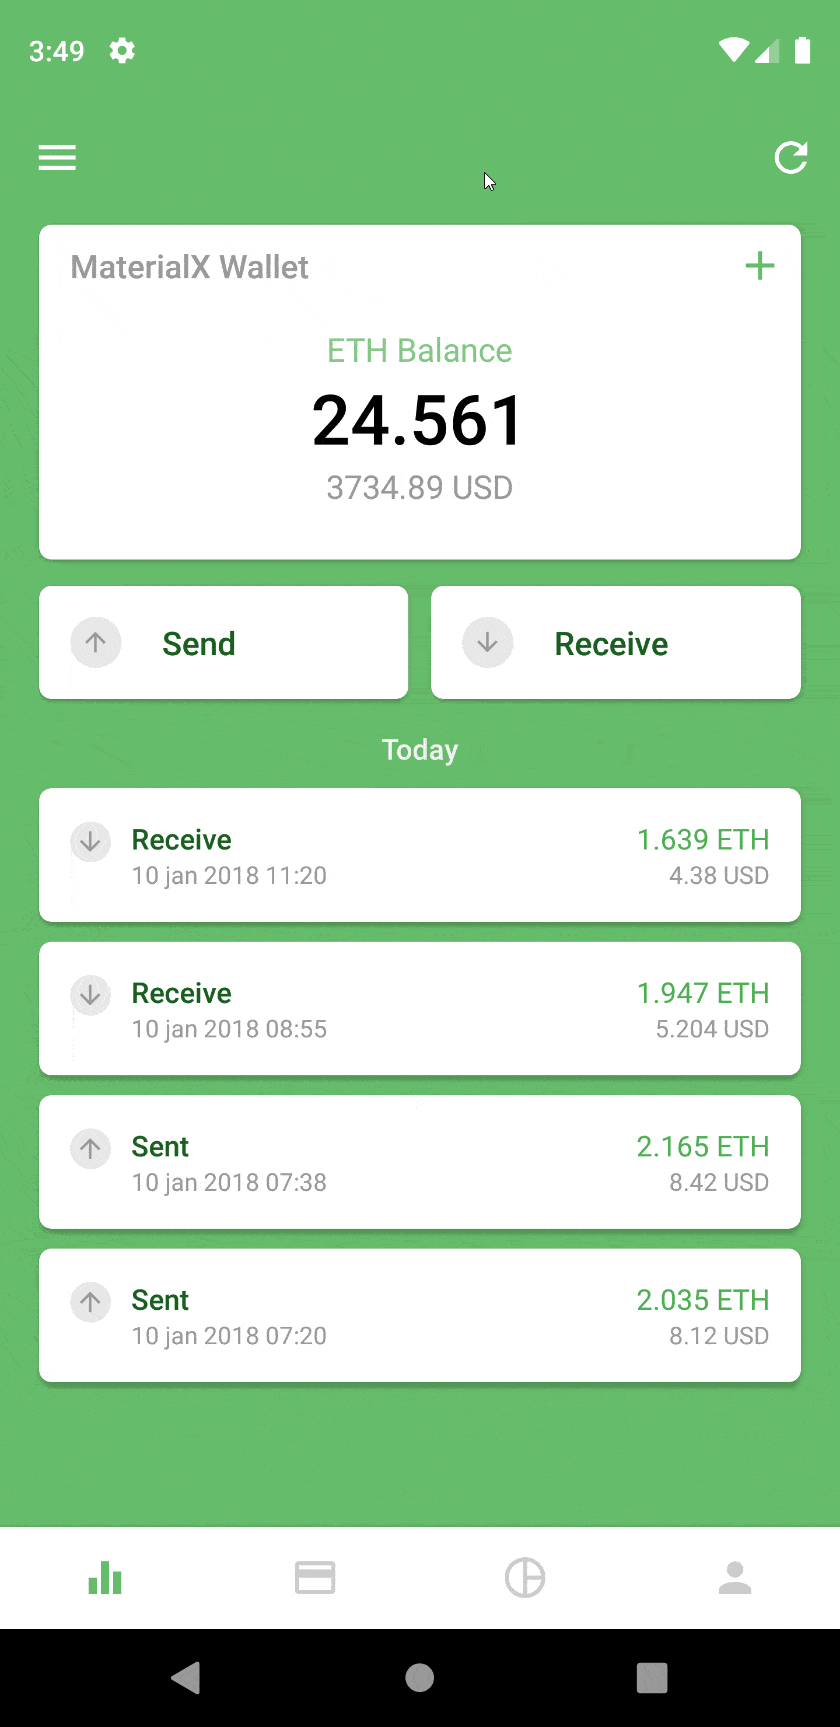 3:49
MaterialX Wallet
ETH Balance
24.561
3734.89 USD
Send
Receive
Today
Receive
1.639 ETH
10 jan 2018 11:20
4.38 USD
Receive
1.947 ETH
10 jan 2018 08:55
5.204 USD
Sent
2.165 ETH
10 jan 2018 07:38
8.42 USD
Sent
2.035 ETH
10 jan 2018 07:20
8.12 USD